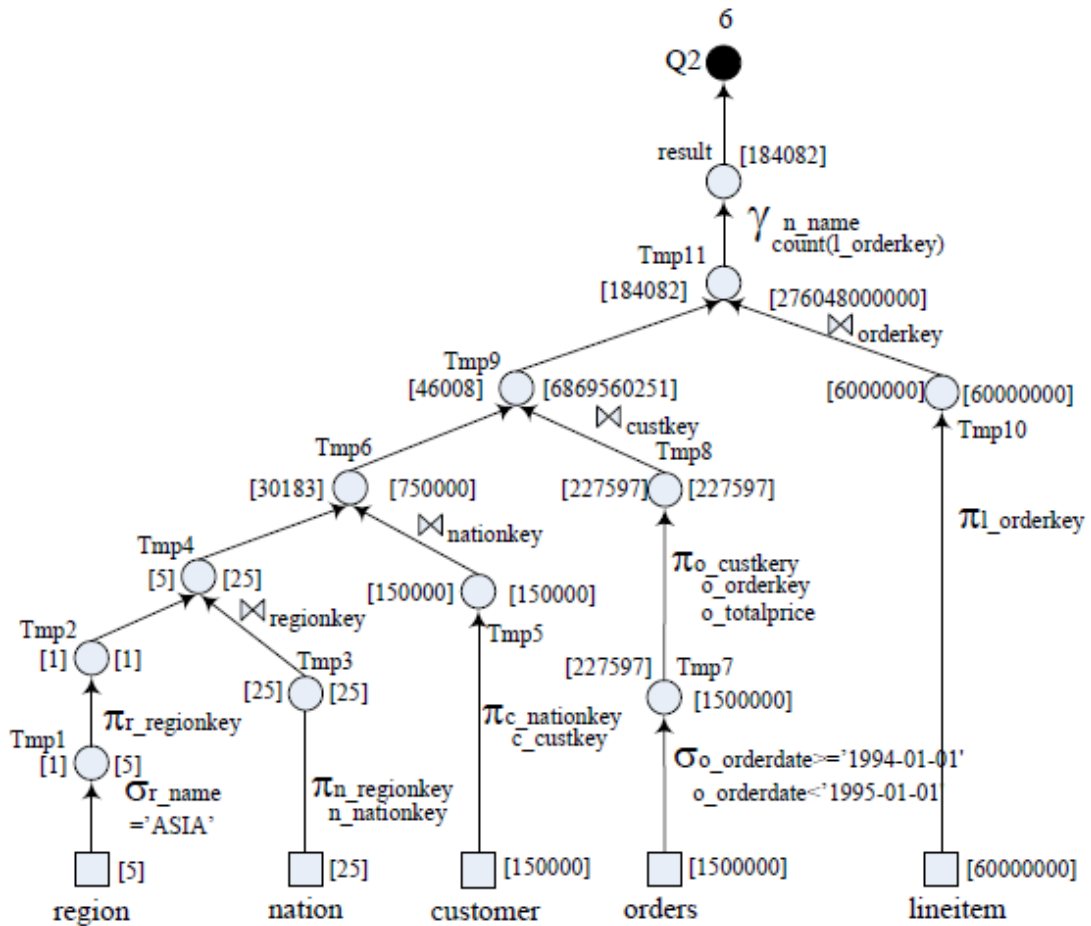 6
Q2
result
[184082]
γ n_name
count(l_orderkey)
Tmp11
[184082]
[276048000000]
⋈ orderkey
Tmp9
[46008]
[6869560251]
⋈ custkey
[6000000]
[60000000]
Tmp10
Tmp6
[30183]
[750000]
⋈ nationkey
Tmp8
[227597]
[227597]
πl_orderkey
Tmp4
[5]
[25]
⋈ regionkey
[150000]
[150000]
Tmp5
πo_custkery
o_orderkey
o_totalprice
Tmp2
[1]
[1]
Tmp3
[25]
[25]
[227597]
Tmp7
[1500000]
πr_regionkey
πc_nationkey
c_custkey
Tmp1
[1]
[5]
σr_name
='ASIA'
πn_regionkey
n_nationkey
σo_orderdate>='1994-01-01'
o_orderdate<'1995-01-01'
[5]
[25]
[150000]
[1500000]
[60000000]
region
nation
customer
orders
lineitem